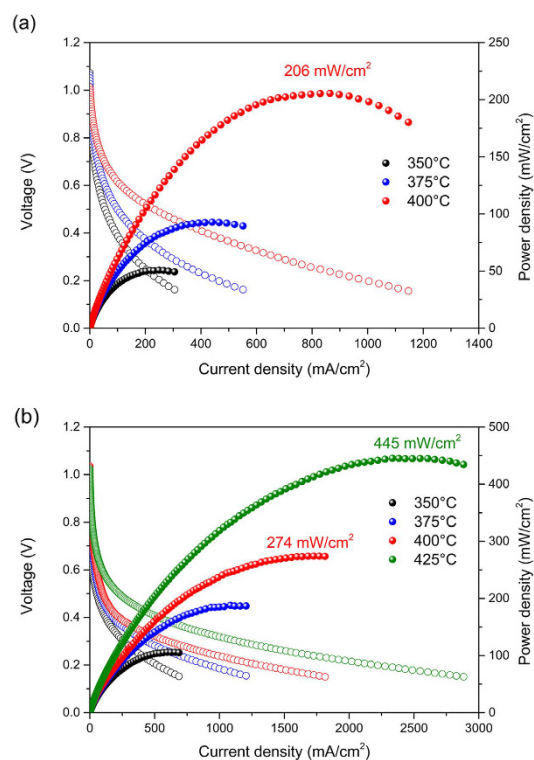 (a)
206 mW/cm²
350°C
375°C
400°C
Voltage (V)
1.2
1.0
0.8
0.6
0.4
0.2
0.0
Power density (mW/cm²)
250
200
150
100
50
0
0 200 400 600 800 1000 1200 1400
Current density (mA/cm²)
(b)
445 mW/cm²
274 mW/cm²
350°C
375°C
400°C
425°C
Voltage (V)
1.2
1.0
0.8
0.6
0.4
0.2
0.0
Power density (mW/cm²)
500
400
300
200
100
0
0 500 1000 1500 2000 2500 3000
Current density (mA/cm²)